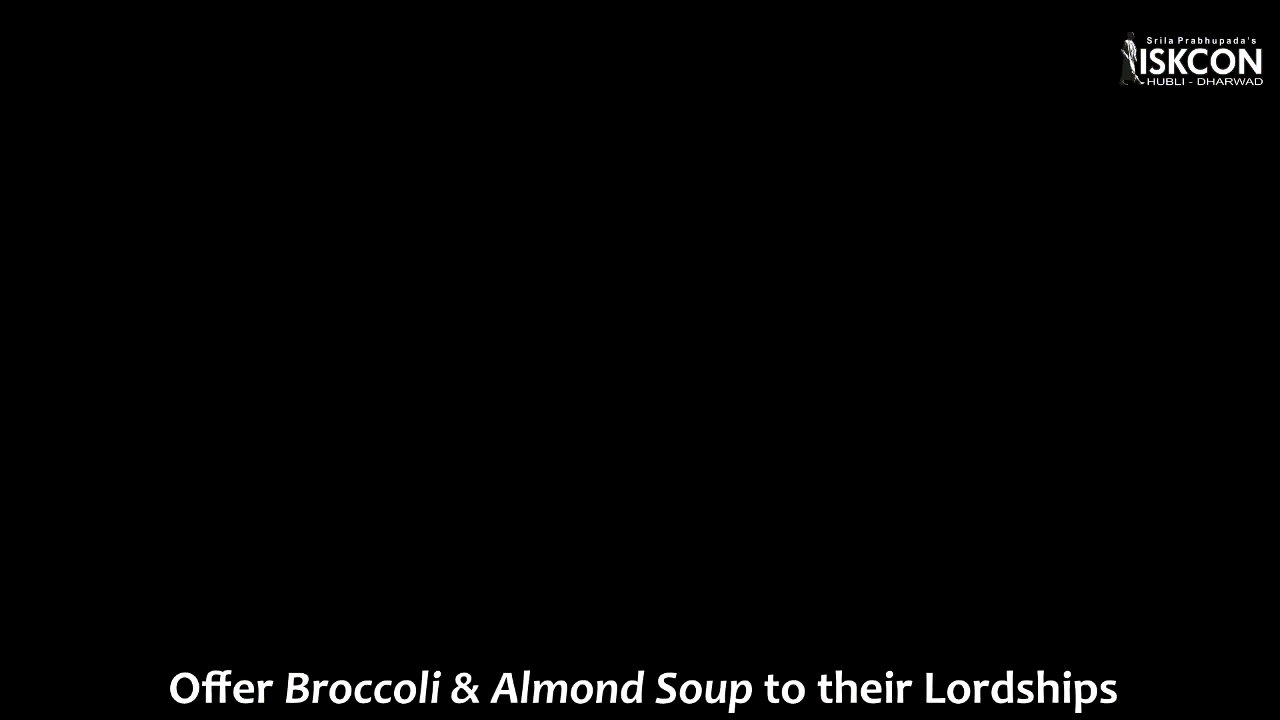 Srila Prabhupada's
ISKCON
HUBLI - DHARWAD
Offer Broccoli & Almond Soup to their Lordships